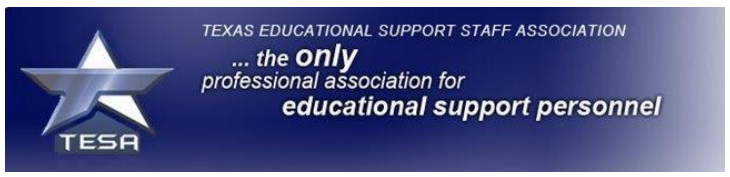 TEXAS EDUCATIONAL SUPPORT STAFF ASSOCIATION
... the only
professional association for
educational support personnel
TESA